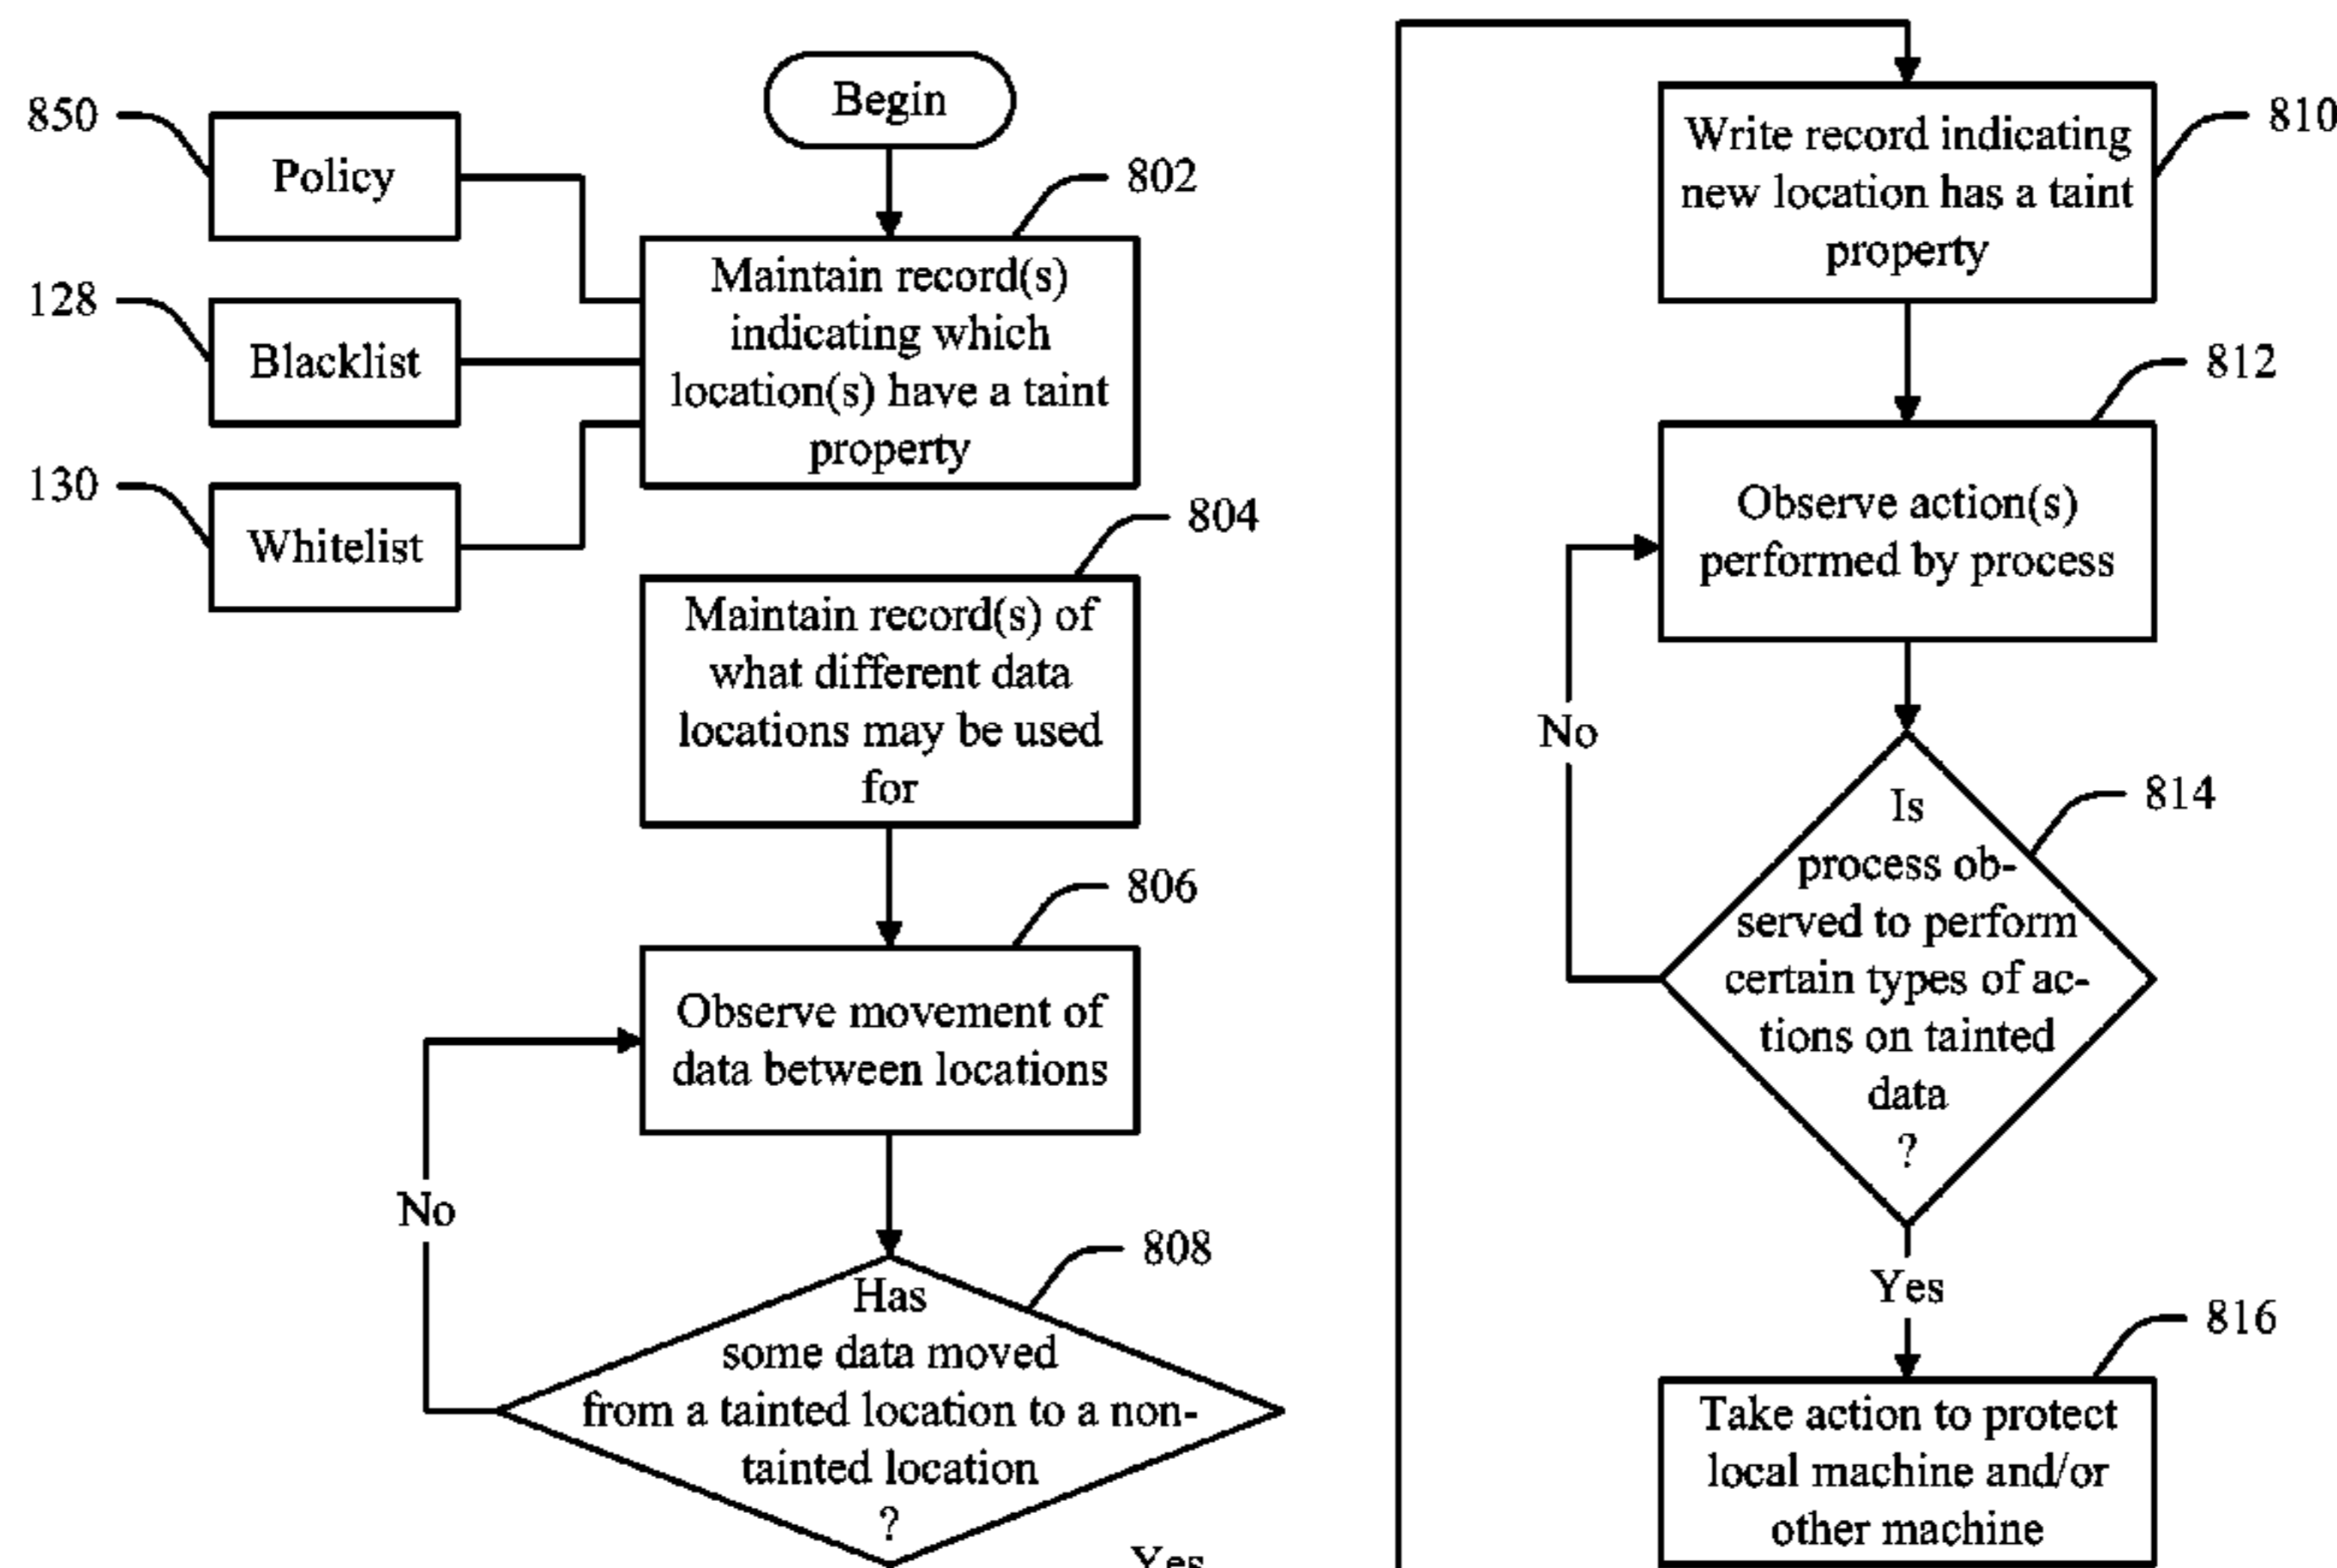 Begin
850
Policy
802
128
Blacklist
Maintain record(s)
indicating which
location(s) have a taint
property
130
Whitelist
804
Maintain record(s) of
what different data
locations may be used
for
806
Observe movement of
data between locations
No
808
Has
some data moved
from a tainted location to a non-
tainted location
?
Yes
810
Write record indicating
new location has a taint
property
812
Observe action(s)
performed by process
No
814
Is
process ob-
served to perform
certain types of ac-
tions on tainted
data
?
Yes
816
Take action to protect
local machine and/or
other machine